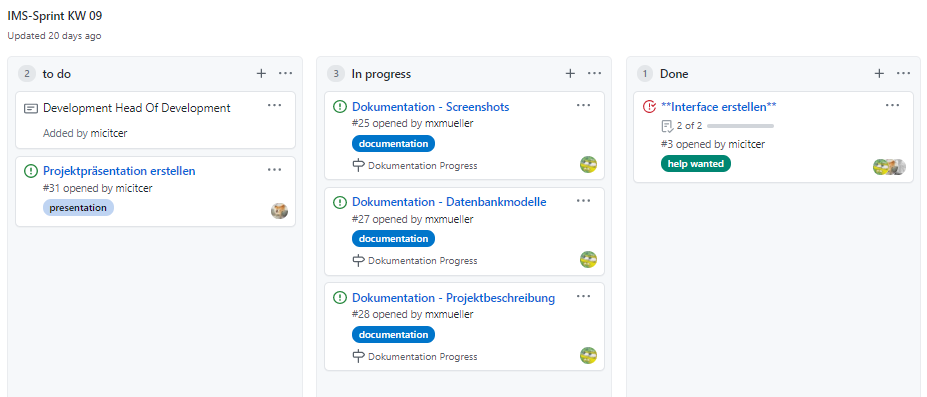 IMS-Sprint KW 09
Updated 20 days ago
2 to do
Development Head Of Development
Added by micitcer
Projektpräsentation erstellen
#31 opened by micitcer
presentation
3 In progress
Dokumentation - Screenshots
#25 opened by mxmueller
documentation
Dokumentation Progress
Dokumentation - Datenbankmodelle
#27 opened by mxmueller
documentation
Dokumentation Progress
Dokumentation - Projektbeschreibung
#28 opened by mxmueller
documentation
Dokumentation Progress
1 Done
**Interface erstellen**
2 of 2
#3 opened by micitcer
help wanted